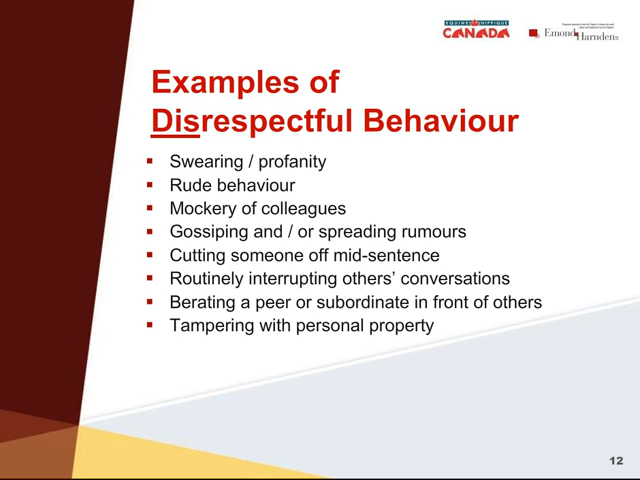 EQUINE HIPPIQUE
CANADA
Emond Harnden
Examples of
Disrespectful Behaviour
▪ Swearing / profanity
▪ Rude behaviour
▪ Mockery of colleagues
▪ Gossiping and / or spreading rumours
▪ Cutting someone off mid-sentence
▪ Routinely interrupting others’ conversations
▪ Berating a peer or subordinate in front of others
▪ Tampering with personal property
12